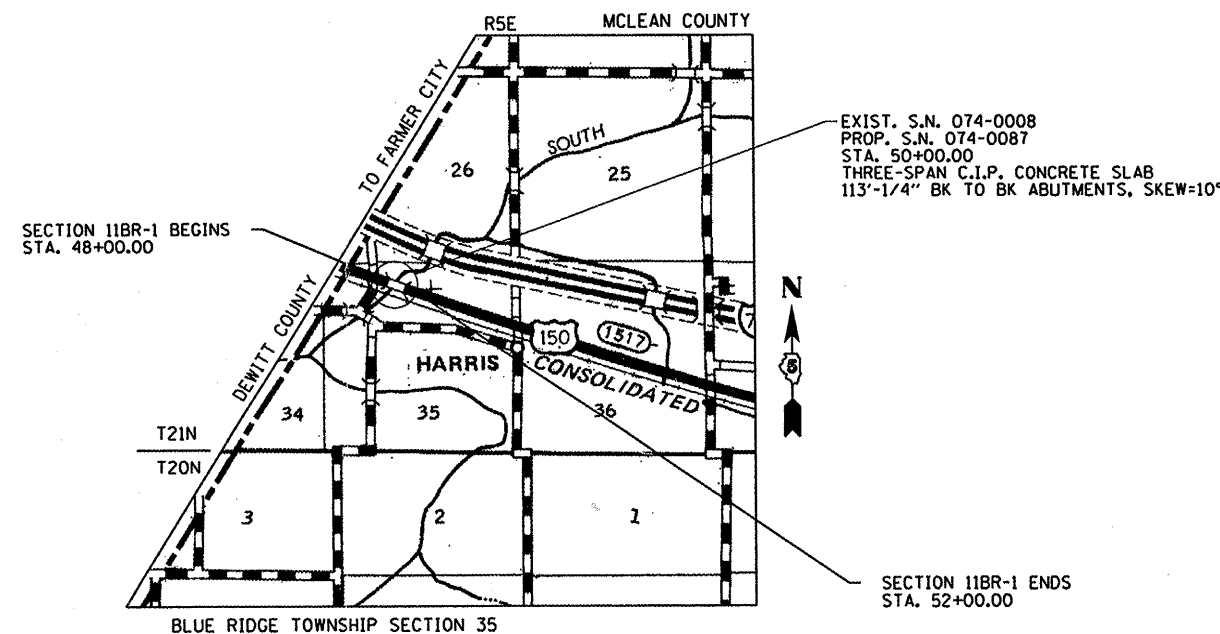 R5E
MCLEAN COUNTY
TO FARMER CITY
DEWITT COUNTY
EXIST. S.N. 074-0008
PROP. S.N. 074-0087
STA. 50+00.00
THREE-SPAN C.I.P. CONCRETE SLAB
113'-1/4" BK TO BK ABUTMENTS, SKEW=10°
SOUTH
26
25
SECTION 11BR-1 BEGINS
STA. 48+00.00
N
5
7
150
1317
HARRIS
CONSOLIDATED
34
35
36
T21N
T20N
3
2
1
SECTION 11BR-1 ENDS
STA. 52+00.00
BLUE RIDGE TOWNSHIP SECTION 35